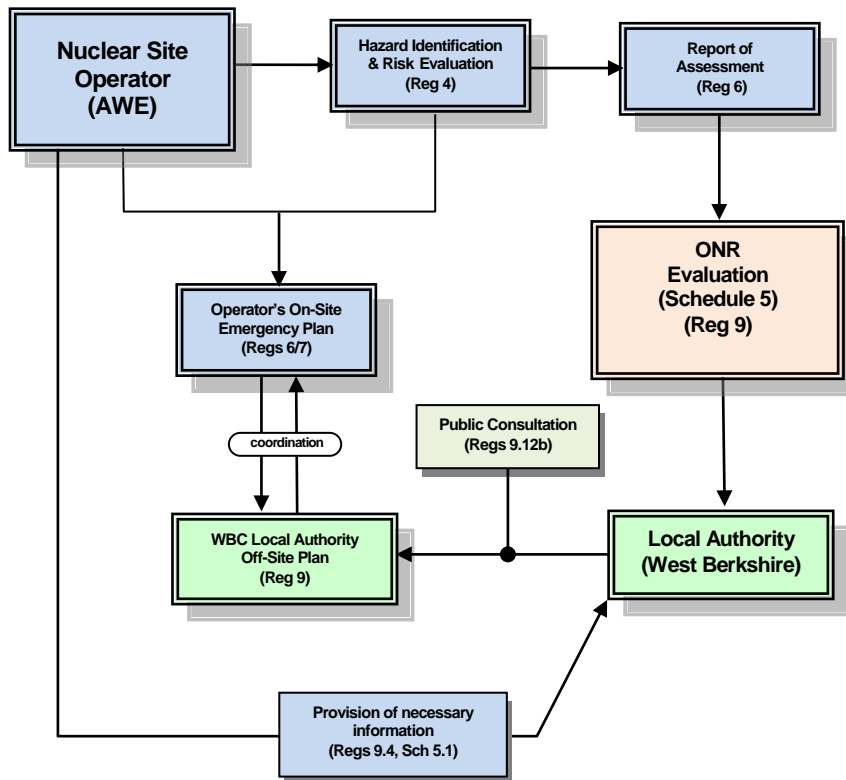 Nuclear Site
Operator
(AWE)
Hazard Identification
& Risk Evaluation
(Reg 4)
Report of
Assessment
(Reg 6)
ONR
Evaluation
(Schedule 5)
(Reg 9)
Operator's On-Site
Emergency Plan
(Regs 6/7)
Public Consultation
(Regs 9.12b)
coordination
WBC Local Authority
Off-Site Plan
(Reg 9)
Local Authority
(West Berkshire)
Provision of necessary
information
(Regs 9.4, Sch 5.1)